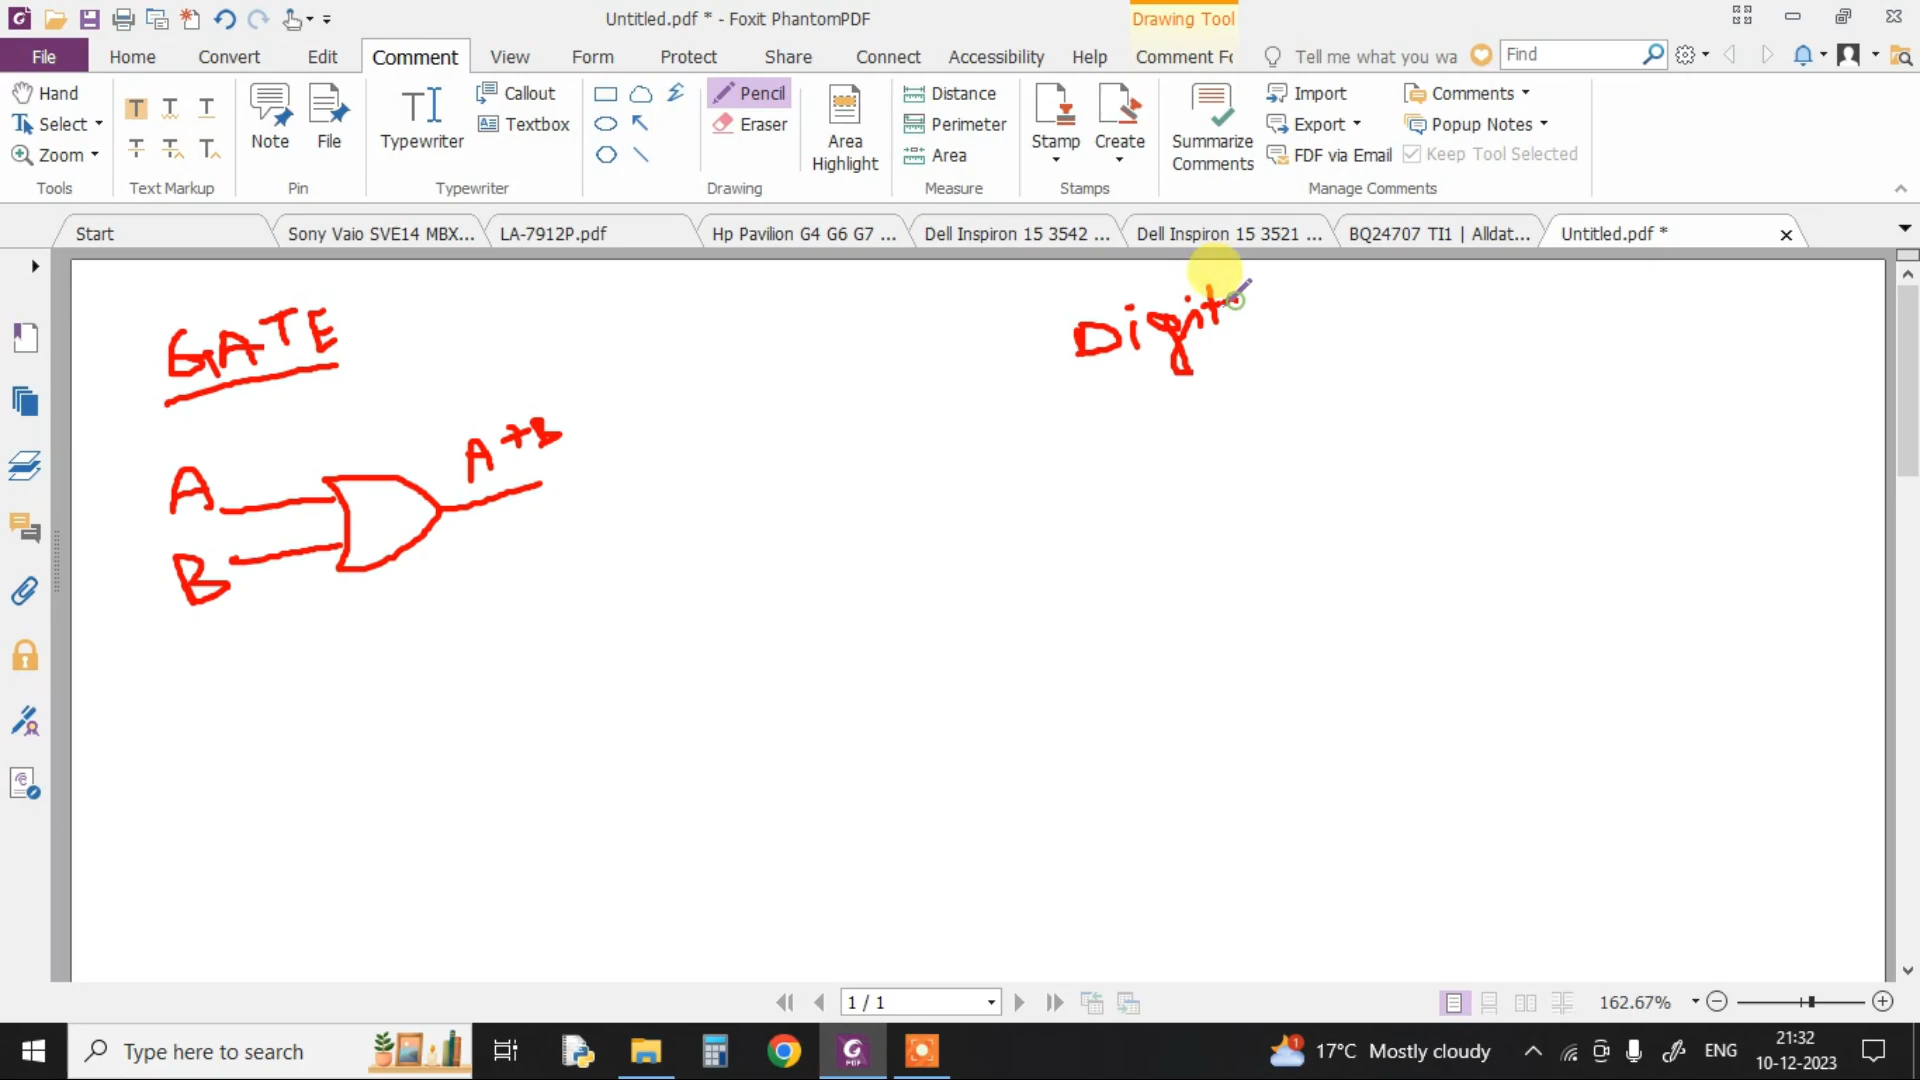 Untitled.pdf * - Foxit PhantomPDF
Drawing Tool
File Home Convert Edit Comment View Form Protect Share Connect Accessibility Help Comment Fo Tell me what you wa Find
Hand
Select
Zoom
Tools
Text Markup
Note
File
Pin
Typewriter
Callout
Textbox
Typewriter
Pencil
Eraser
Drawing
Area Highlight
Distance
Perimeter
Area
Measure
Stamp
Create
Stamps
Summarize Comments
Import
Export
FDF via Email
Comments
Popup Notes
Keep Tool Selected
Manage Comments
Start
Sony Vaio SVE14 MBX...
LA-7912P.pdf
Hp Pavilion G4 G6 G7 ...
Dell Inspiron 15 3542 ...
Dell Inspiron 15 3521 ...
BQ24707 TI1 | Alldat...
Untitled.pdf *
GATE
Digit
A+B
A
B
1 / 1
162.67%
Type here to search
17°C Mostly cloudy
ENG
21:32
10-12-2023